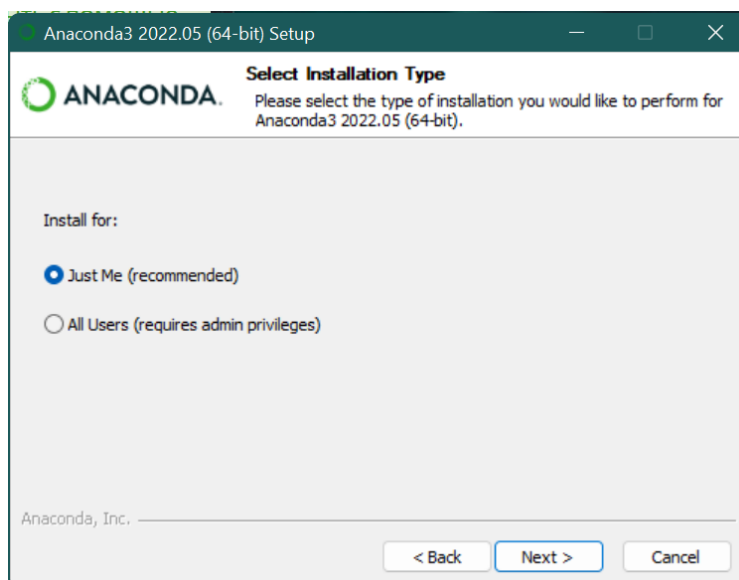 Anaconda3 2022.05 (64-bit) Setup
ANACONDA.
Select Installation Type
Please select the type of installation you would like to perform for
Anaconda3 2022.05 (64-bit).
Install for:
Just Me (recommended)
All Users (requires admin privileges)
Anaconda, Inc.
< Back
Next >
Cancel